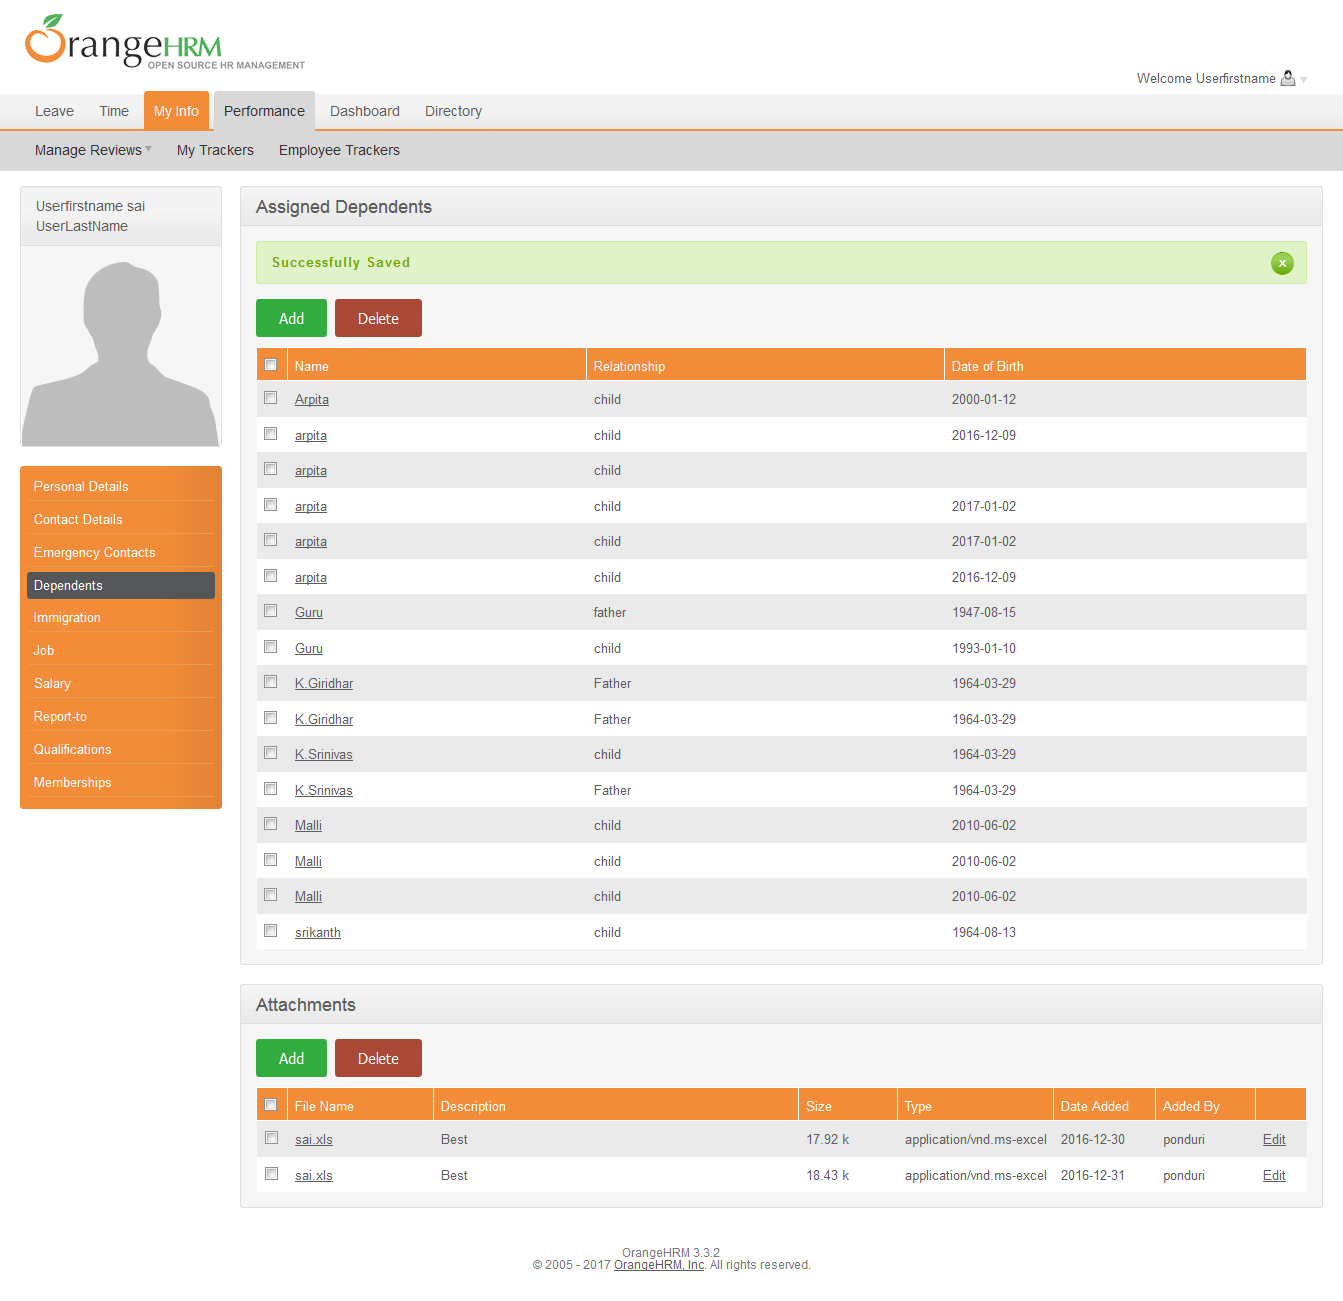 OrangeHRM
OPEN SOURCE HR MANAGEMENT
Welcome Userfirstname
Leave Time My Info Performance Dashboard Directory
Manage Reviews My Trackers Employee Trackers
Userfirstname sai
UserLastName
Personal Details
Contact Details
Emergency Contacts
Dependents
Immigration
Job
Salary
Report-to
Qualifications
Memberships
Assigned Dependents
Successfully Saved x
Add Delete
Name Relationship Date of Birth
Arpita child 2000-01-12
arpita child 2016-12-09
arpita child
arpita child 2017-01-02
arpita child 2017-01-02
arpita child 2016-12-09
Guru father 1947-08-15
Guru child 1993-01-10
K.Giridhar Father 1964-03-29
K.Giridhar Father 1964-03-29
K.Srinivas child 1964-03-29
K.Srinivas Father 1964-03-29
Malli child 2010-06-02
Malli child 2010-06-02
Malli child 2010-06-02
srikanth child 1964-08-13
Attachments
Add Delete
File Name Description Size Type Date Added Added By
sai.xls Best 17.92 k application/vnd.ms-excel 2016-12-30 ponduri Edit
sai.xls Best 18.43 k application/vnd.ms-excel 2016-12-31 ponduri Edit
OrangeHRM 3.3.2
© 2005 - 2017 OrangeHRM, Inc. All rights reserved.